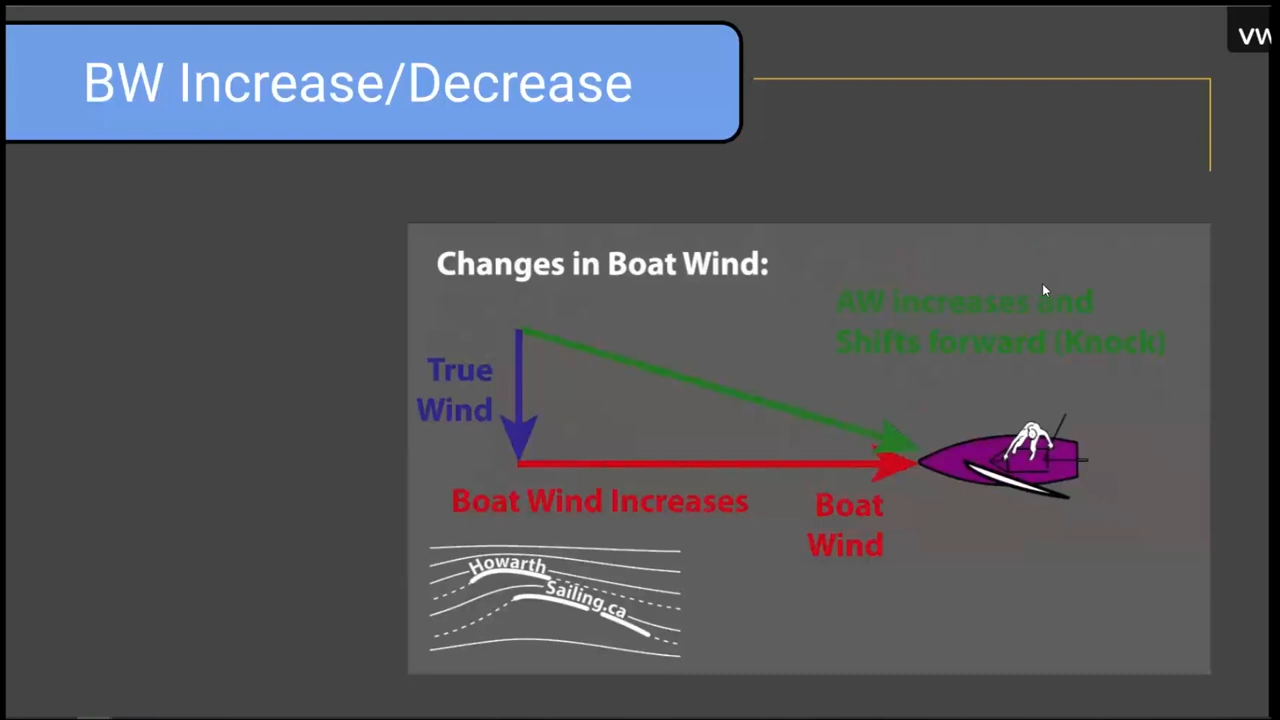 BW Increase/Decrease
VW
Changes in Boat Wind:
AW increases and
Shifts forward (Knock)
True
Wind
Boat Wind Increases
Boat
Wind
Howarth
Sailing.ca